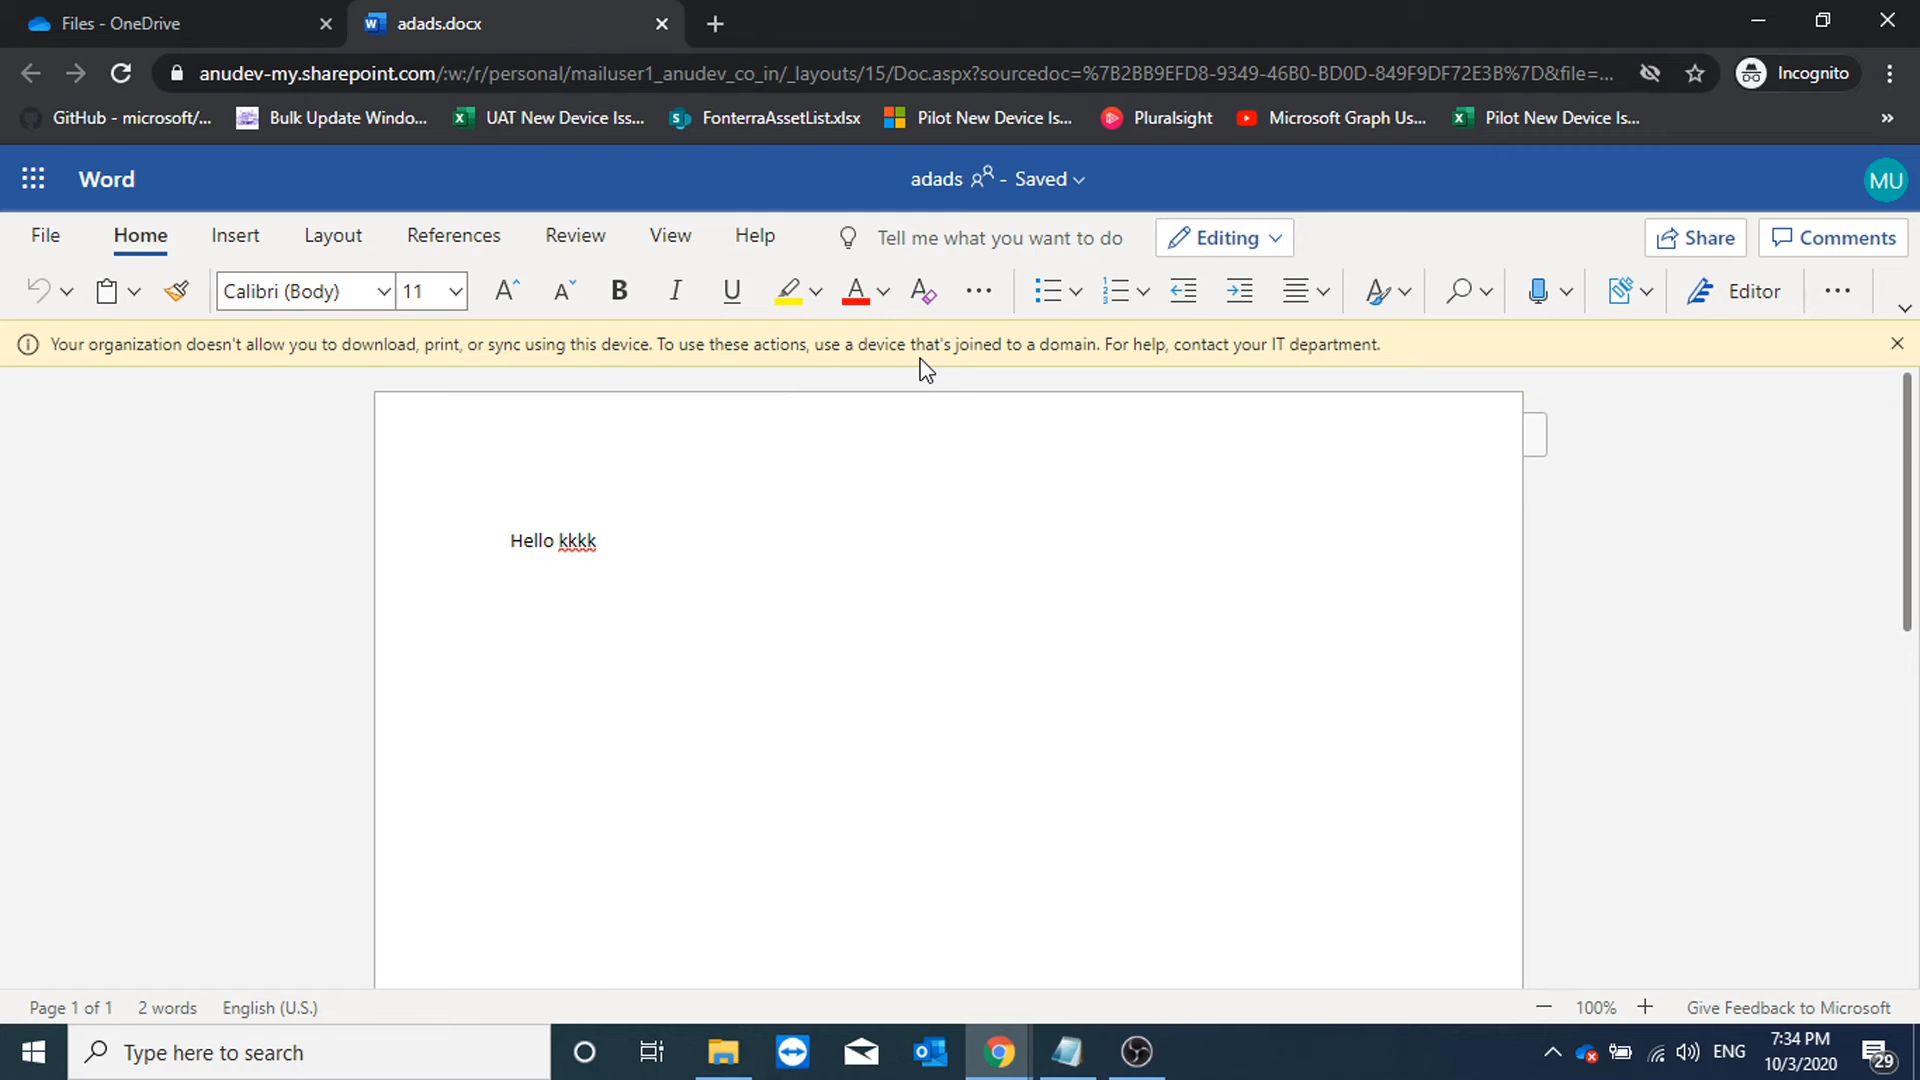 Files - OneDrive
adads.docx
anudev-my.sharepoint.com/:w:/r/personal/mailuser1_anudev_co_in/_layouts/15/Doc.aspx?sourcedoc=%7B2BB9EFD8-9349-46B0-BD0D-849F9DF72E3B%7D&file=...
Incognito
GitHub - microsoft/...
Bulk Update Windo...
UAT New Device Iss...
FonterraAssetList.xlsx
Pilot New Device Is...
Pluralsight
Microsoft Graph Us...
Pilot New Device Is...
Word
adads - Saved
MU
File Home Insert Layout References Review View Help
Tell me what you want to do
Editing
Share
Comments
Calibri (Body)
11
Editor
Your organization doesn't allow you to download, print, or sync using this device. To use these actions, use a device that's joined to a domain. For help, contact your IT department.
Hello kkkk
Page 1 of 1
2 words
English (U.S.)
100%
Give Feedback to Microsoft
Type here to search
ENG
7:34 PM
10/3/2020
29